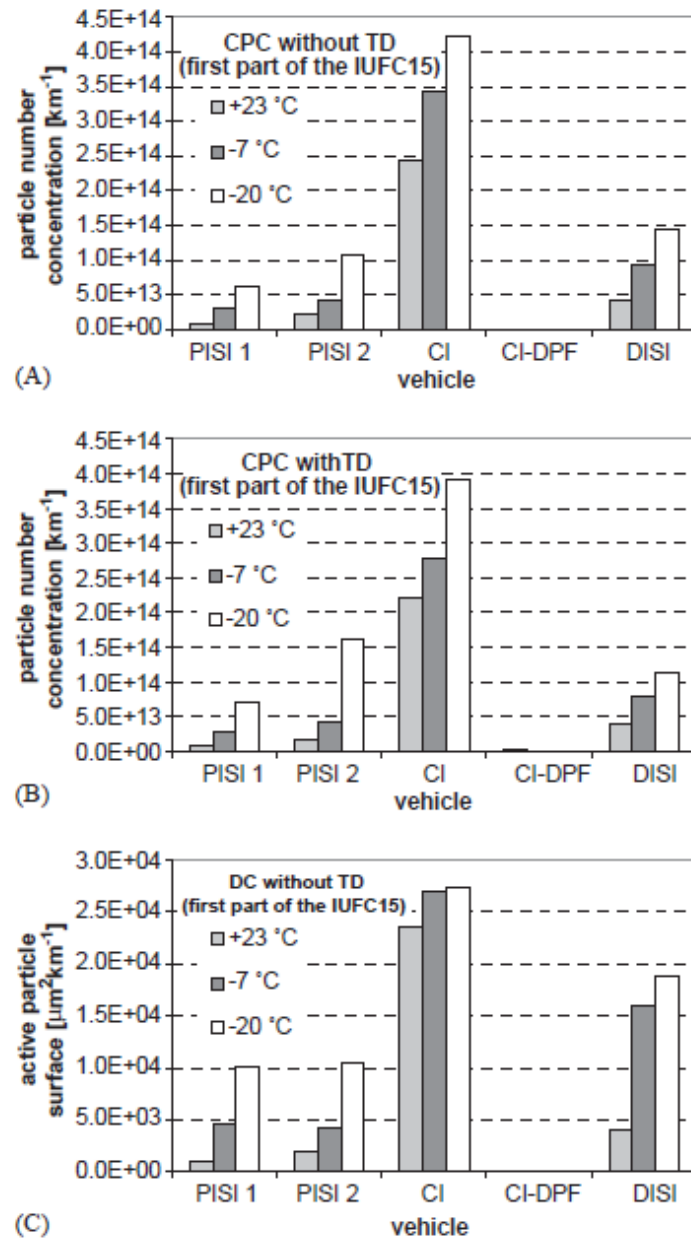 4.5E+14
4.0E+14
3.5E+14
3.0E+14
2.5E+14
2.0E+14
1.5E+14
1.0E+14
5.0E+13
0.0E+00
particle number
concentration [km⁻¹]
CPC without TD
(first part of the IUFC15)
+23 °C
-7 °C
-20 °C
PISI 1 PISI 2 CI CI-DPF DISI
vehicle
(A)
4.5E+14
4.0E+14
3.5E+14
3.0E+14
2.5E+14
2.0E+14
1.5E+14
1.0E+14
5.0E+13
0.0E+00
particle number
concentration [km⁻¹]
CPC withTD
(first part of the IUFC15)
+23 °C
-7 °C
-20 °C
PISI 1 PISI 2 CI CI-DPF DISI
vehicle
(B)
3.0E+04
2.5E+04
2.0E+04
1.5E+04
1.0E+04
5.0E+03
0.0E+00
active particle
surface [µm²km⁻¹]
DC without TD
(first part of the IUFC15)
+23 °C
-7 °C
-20 °C
PISI 1 PISI 2 CI CI-DPF DISI
vehicle
(C)